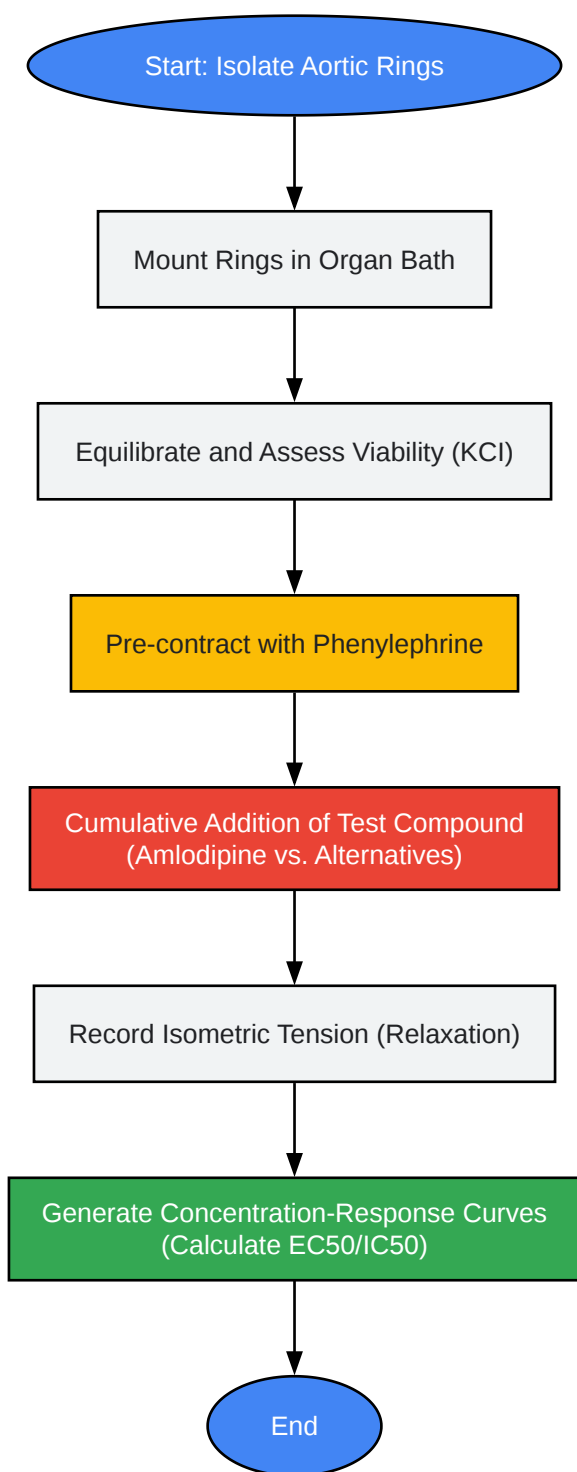 Start: Isolate Aortic Rings
Mount Rings in Organ Bath
Equilibrate and Assess Viability (KCl)
Pre-contract with Phenylephrine
Cumulative Addition of Test Compound
(Amlodipine vs. Alternatives)
Record Isometric Tension (Relaxation)
Generate Concentration-Response Curves
(Calculate EC50/IC50)
End